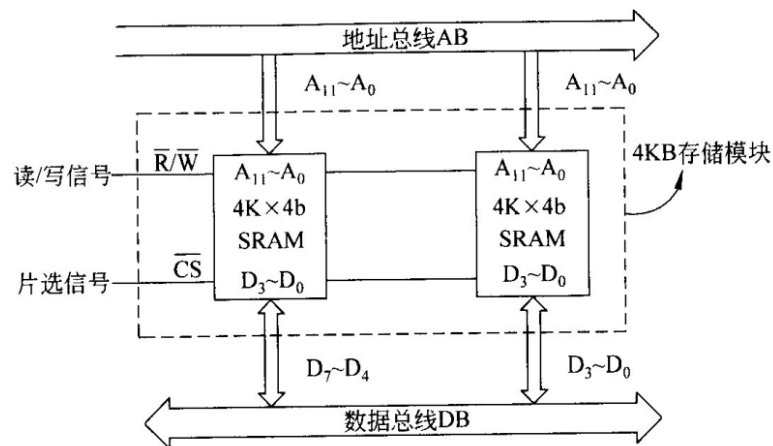 地址总线AB
A₁₁~A₀
A₁₁~A₀
4KB存储模块
读/写信号
R̅/W̅
A₁₁~A₀
4K×4b
SRAM
D₃~D₀
A₁₁~A₀
4K×4b
SRAM
D₃~D₀
片选信号
C̅S̅
D₇~D₄
D₃~D₀
数据总线DB